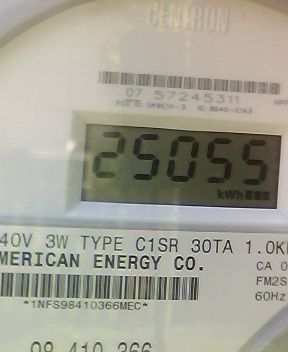 CENTRON®
07 57245311
25055
kWh
40V 3W TYPE C1SR 30TA 1.0K
MERICAN ENERGY CO.
CA 0
FM2S
60Hz
*1NFS98410366MEC*
98 410 366